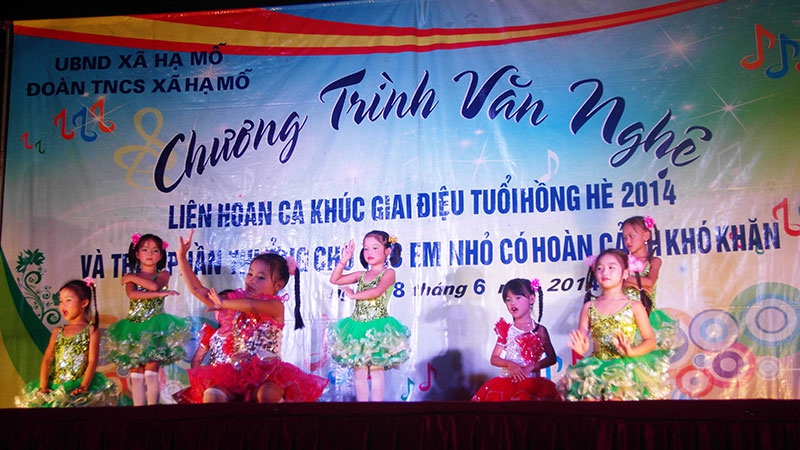 UBND XÃ HẠ MỖ
ĐOÀN TNCS XÃ HẠ MỖ
Chương Trình Văn Nghệ
LIÊN HOAN CA KHÚC GIAI ĐIỆU TUỔI HỒNG HÈ 2014
VÀ EM NHỎ CÓ HOÀN KHÓ KHĂN
8 tháng 6